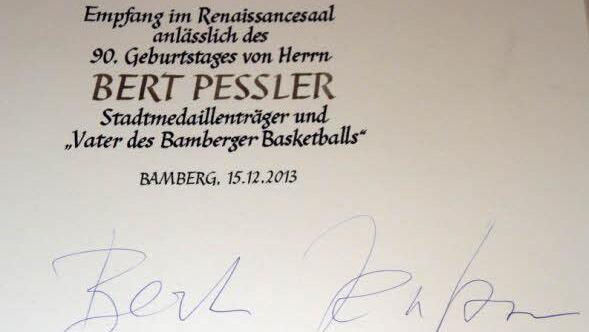 Empfang im Renaissancesaal
anlässlich des
90. Geburtstages von Herrn
BERT PESSLER
Stadtmedaillenträger und
„Vater des Bamberger Basketballs“
BAMBERG, 15.12.2013
Bert